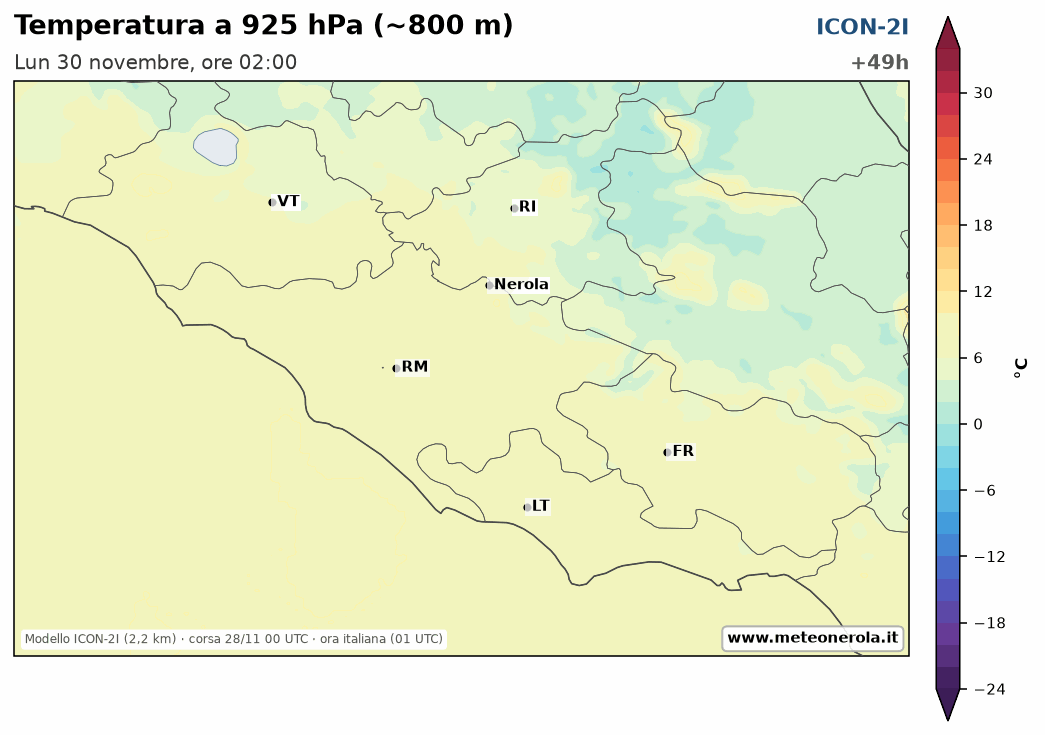 Temperatura a 925 hPa (~800 m)
ICON-2I
Lun 30 novembre, ore 02:00
+49h
30
24
18
12
6
0
−6
−12
−18
−24
°C
VT
RI
Nerola
RM
FR
LT
Modello ICON-2I (2,2 km) · corsa 28/11 00 UTC · ora italiana (01 UTC)
www.meteonerola.it